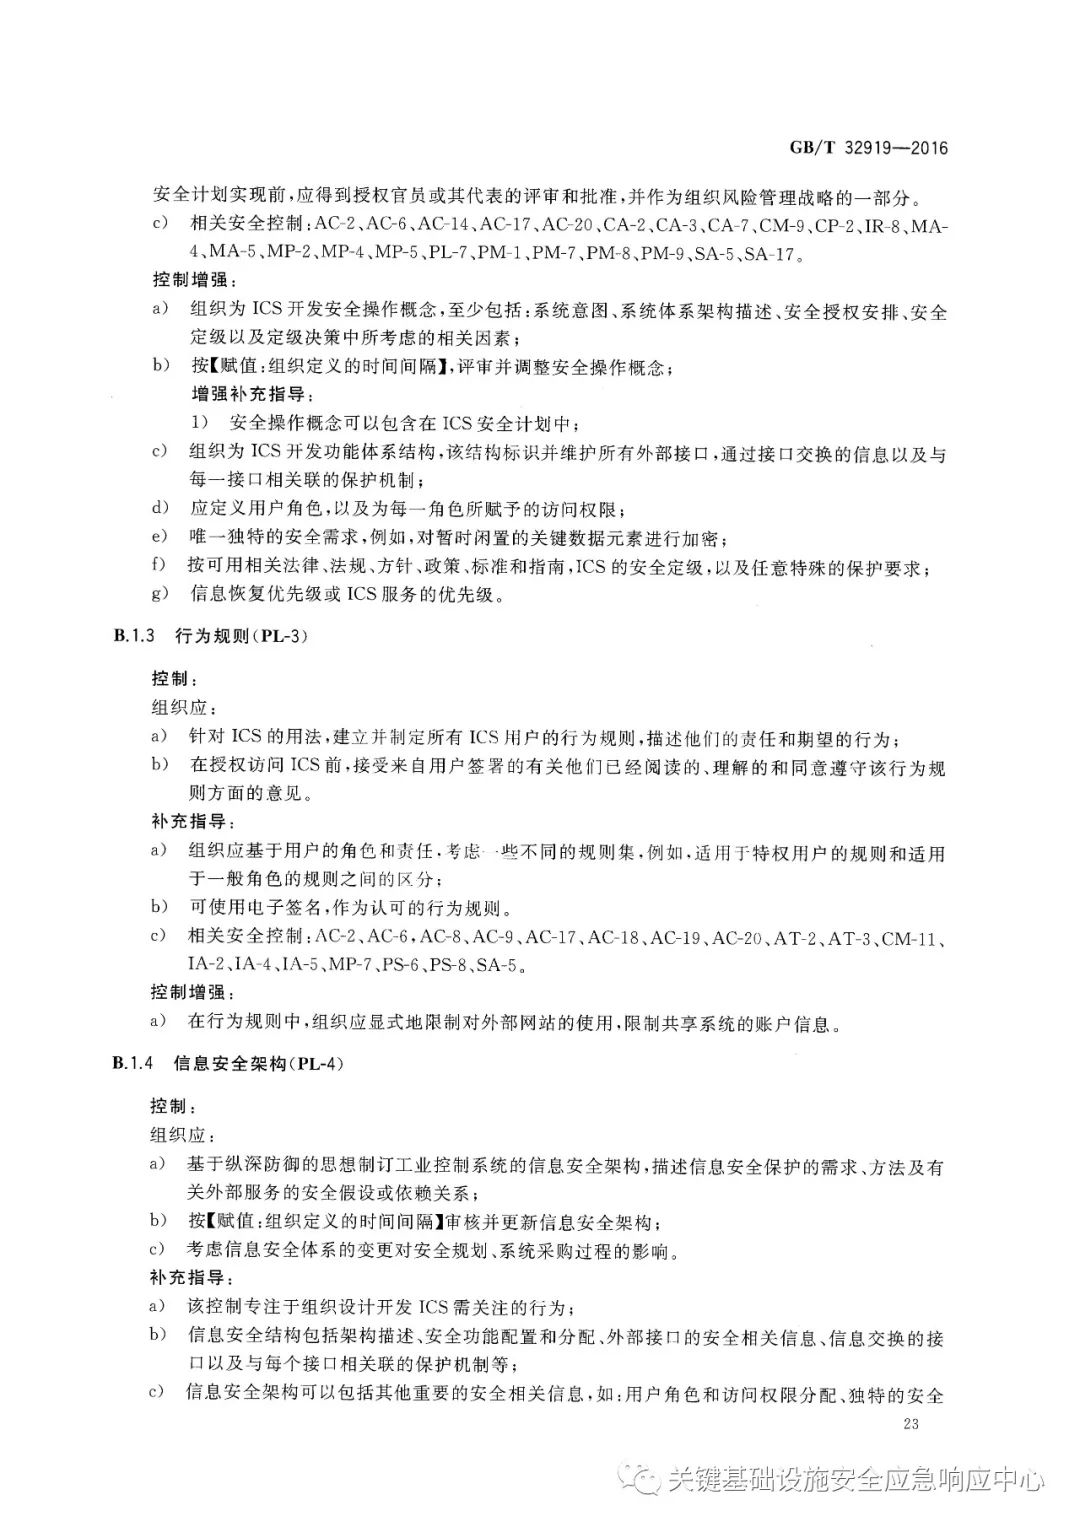 GB/T 32919—2016
安全计划实现前,应得到授权官员或其代表的评审和批准,并作为组织风险管理战略的一部分。
c) 相关安全控制:AC-2、AC-6、AC-14、AC-17、AC-20、CA-2、CA-3、CA-7、CM-9、CP-2、IR-8、MA-
4、MA-5、MP-2、MP-4、MP-5、PL-7、PM-1、PM-7、PM-8、PM-9、SA-5、SA-17。
控制增强:
a) 组织为 ICS 开发安全操作概念,至少包括:系统意图、系统体系架构描述、安全授权安排、安全
定级以及定级决策中所考虑的相关因素;
b) 按【赋值:组织定义的时间间隔】,评审并调整安全操作概念;
增强补充指导:
1) 安全操作概念可以包含在 ICS 安全计划中;
c) 组织为 ICS 开发功能体系结构,该结构标识并维护所有外部接口,通过接口交换的信息以及与
每一接口相关联的保护机制;
d) 应定义用户角色,以及为每一角色所赋予的访问权限;
e) 唯一独特的安全需求,例如,对暂时闲置的关键数据元素进行加密;
f) 按可用相关法律、法规、方针、政策、标准和指南,ICS 的安全定级,以及任意特殊的保护要求;
g) 信息恢复优先级或 ICS 服务的优先级。
B.1.3 行为规则(PL-3)
控制:
组织应:
a) 针对 ICS 的用法,建立并制定所有 ICS 用户的行为规则,描述他们的责任和期望的行为;
b) 在授权访问 ICS 前,接受来自用户签署的有关他们已经阅读的、理解的和同意遵守该行为规
则方面的意见。
补充指导:
a) 组织应基于用户的角色和责任,考虑一些不同的规则集,例如,适用于特权用户的规则和适用
于一般角色的规则之间的区分;
b) 可使用电子签名,作为认可的行为规则。
c) 相关安全控制:AC-2、AC-6,AC-8、AC-9、AC-17、AC-18、AC-19、AC-20、AT-2、AT-3、CM-11、
IA-2、IA-4、IA-5、MP-7、PS-6、PS-8、SA-5。
控制增强:
a) 在行为规则中,组织应显式地限制对外部网站的使用,限制共享系统的账户信息。
B.1.4 信息安全架构(PL-4)
控制:
组织应:
a) 基于纵深防御的思想制订工业控制系统的信息安全架构,描述信息安全保护的需求、方法及有
关外部服务的安全假设或依赖关系;
b) 按【赋值:组织定义的时间间隔】审核并更新信息安全架构;
c) 考虑信息安全体系的变更对安全规划、系统采购过程的影响。
补充指导:
a) 该控制专注于组织设计开发 ICS 需关注的行为;
b) 信息安全结构包括架构描述、安全功能配置和分配、外部接口的安全相关信息、信息交换的接
口以及与每个接口相关联的保护机制等;
c) 信息安全架构可以包括其他重要的安全相关信息,如:用户角色和访问权限分配、独特的安全
23
关键基础设施安全应急响应中心